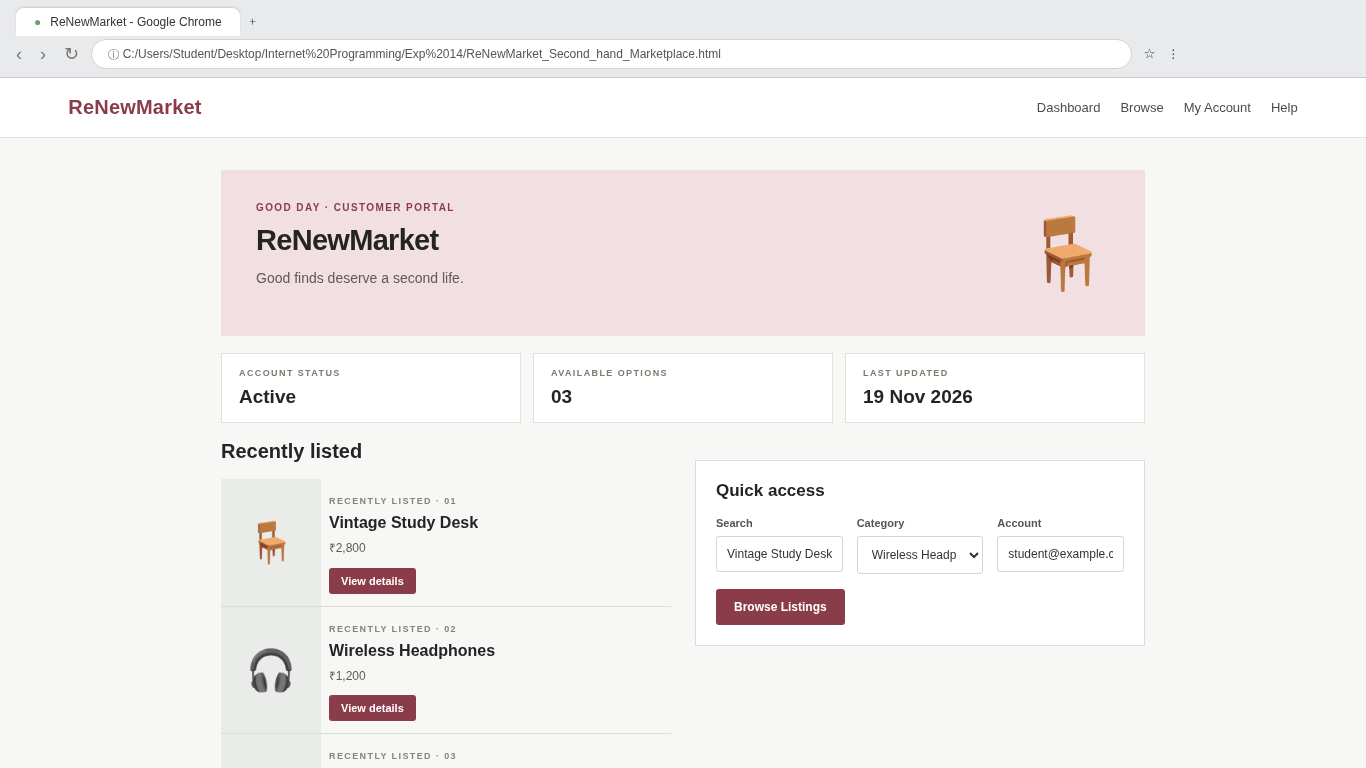 ReNewMarket - Google Chrome +
C:/Users/Student/Desktop/Internet%20Programming/Exp%2014/ReNewMarket_Second_hand_Marketplace.html
ReNewMarket
Dashboard Browse My Account Help
GOOD DAY · CUSTOMER PORTAL
ReNewMarket
Good finds deserve a second life.
ACCOUNT STATUS
Active
AVAILABLE OPTIONS
03
LAST UPDATED
19 Nov 2026
Recently listed
RECENTLY LISTED · 01
Vintage Study Desk
₹2,800
View details
RECENTLY LISTED · 02
Wireless Headphones
₹1,200
View details
RECENTLY LISTED · 03
Quick access
Search
Vintage Study Desk
Category
Wireless Headp
Account
student@example.c
Browse Listings